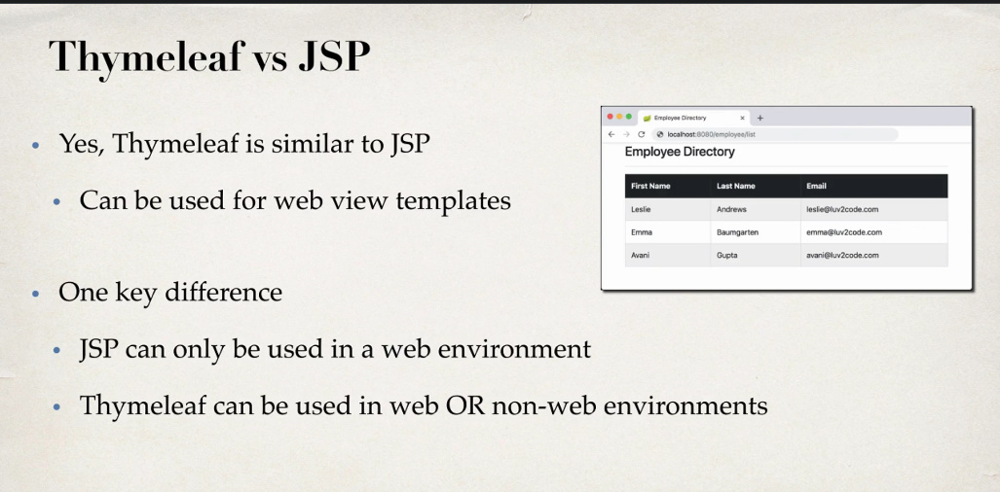 Thymeleaf vs JSP
Yes, Thymeleaf is similar to JSP
Can be used for web view templates
One key difference
JSP can only be used in a web environment
Thymeleaf can be used in web OR non-web environments
Employee Directory
localhost:8080/employee/list
Employee Directory
First Name Last Name Email
Leslie Andrews leslie@luv2code.com
Emma Baumgarten emma@luv2code.com
Avani Gupta avani@luv2code.com